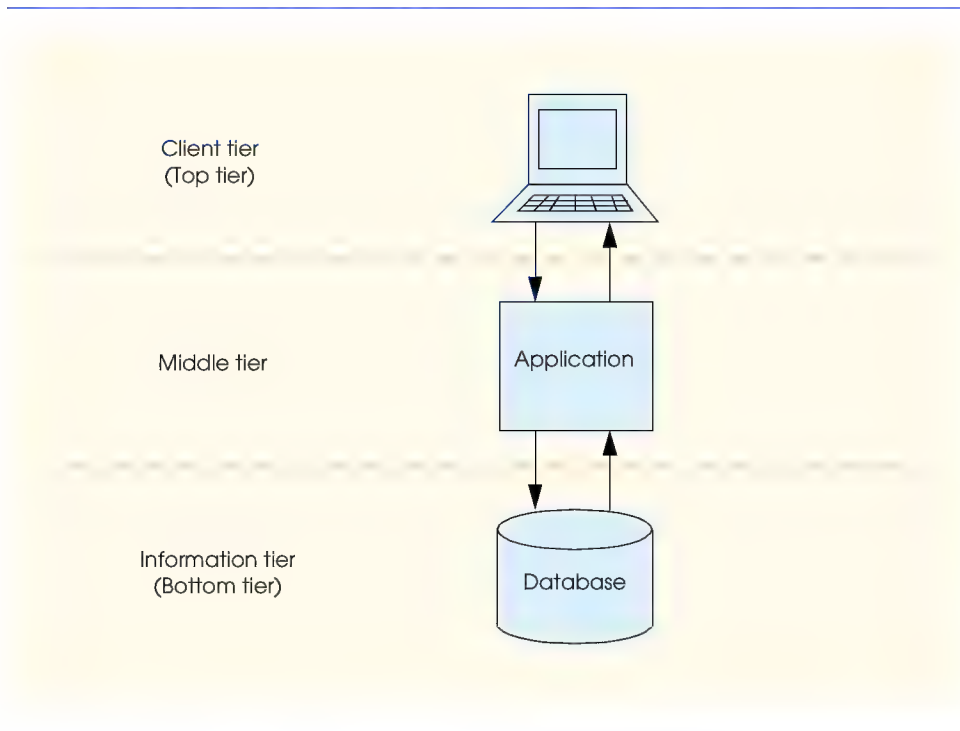 Client tier
(Top tier)
Middle tier
Application
Information tier
(Bottom tier)
Database